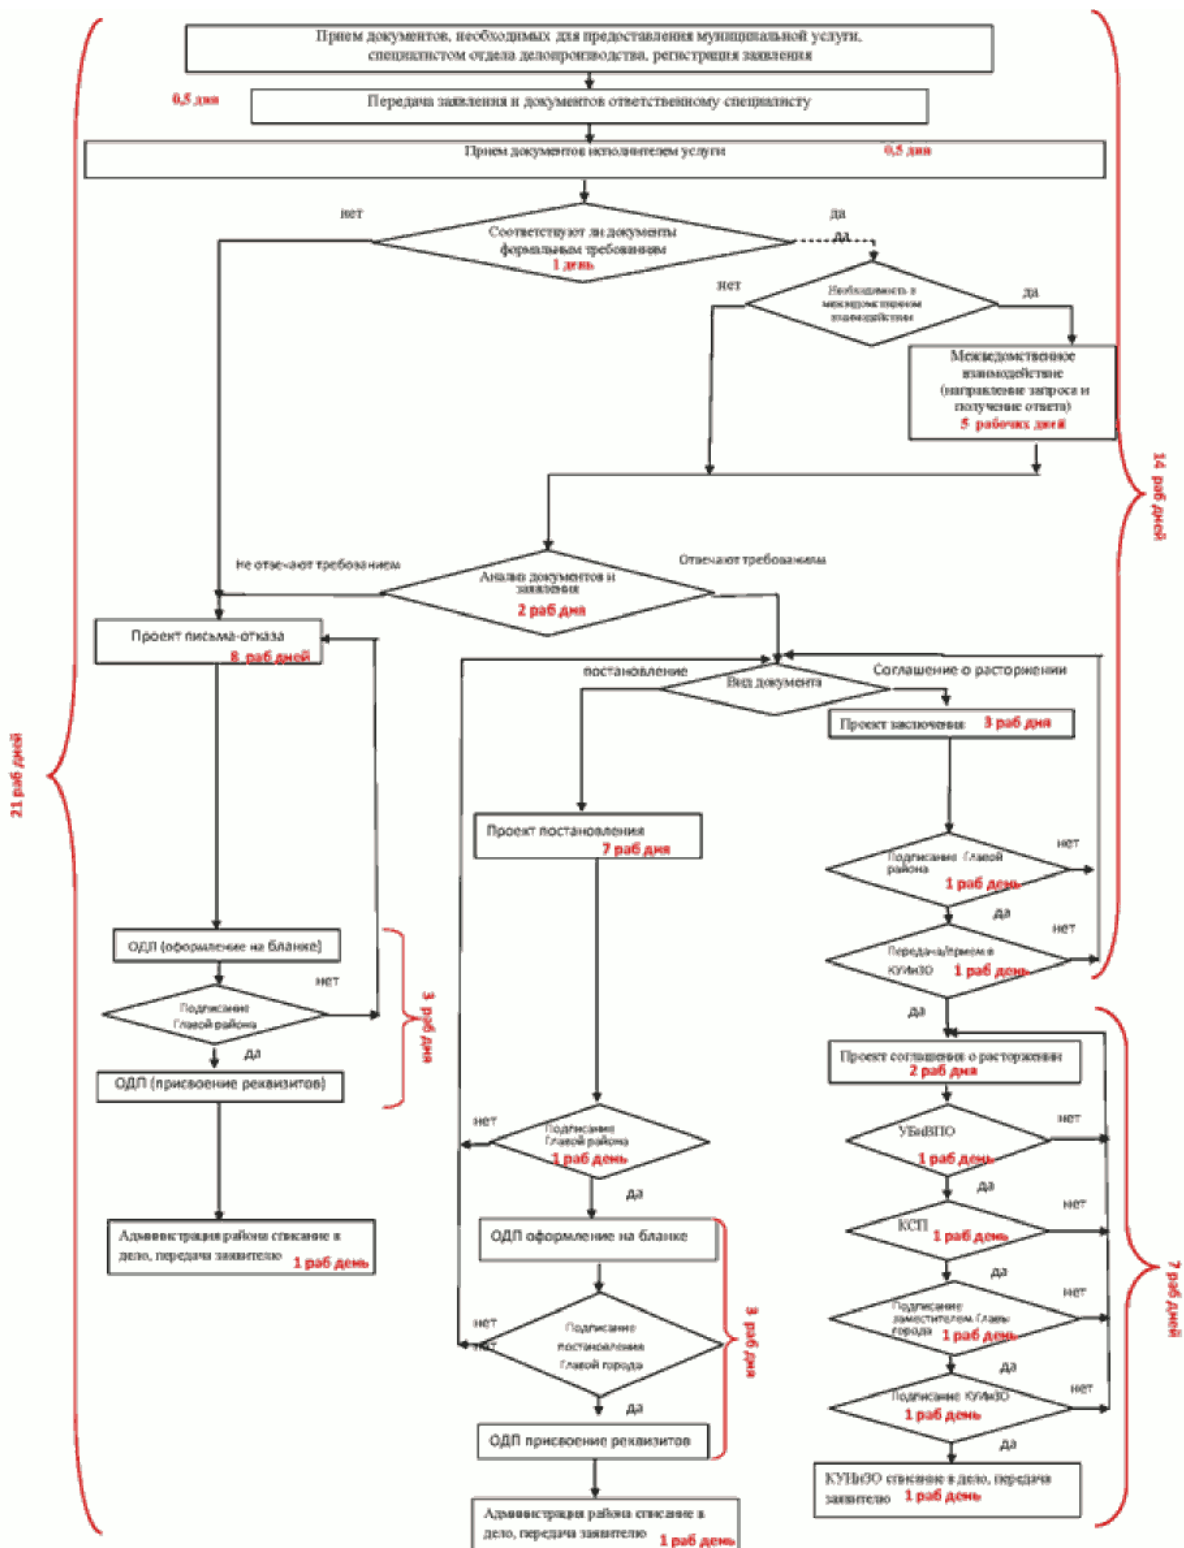 Прием документов, необходимых для предоставления муниципальной услуги,
специалистом отдела делопроизводства, регистрация заявления
0,5 дня
Передача заявления и документов ответственному специалисту
Прием документов исполнителем услуги
0,5 дня
нет
да
да
Соответствуют ли документы
формальным требованиям
1 день
нет
да
Необходимость в
межведомственном
взаимодействии
Межведомственное
взаимодействие
(направление запроса и
получение ответа)
5 рабочих дней
14 раб дней
Не отвечают требованием
Отвечают требованиям
Анализ документов и
заявления
2 раб дня
Проект письма-отказа
8 раб дней
постановление
Соглашение о расторжении
Вид документа
Проект заключения
3 раб дня
21 раб дней
Проект постановления
7 раб дня
Подписание Главой
района
1 раб день
нет
да
ОДП (оформление на бланке)
нет
Передача/прием в
КУИиЗО
1 раб день
нет
Подписание
Главой района
3 раб дня
да
да
Проект соглашения о расторжении
2 раб дня
ОДП (присвоение реквизитов)
нет
Подписание
Главой района
1 раб день
УБиВПО
1 раб день
нет
да
да
Администрация района списание в
дело, передача заявителю
1 раб день
ОДП оформление на бланке
КСП
1 раб день
нет
да
7 раб дней
нет
нет
Подписание
постановления
Главой города
3 раб дня
Подписание
заместителем Главы
города
1 раб день
нет
да
да
Подписание КУИиЗО
1 раб день
нет
ОДП присвоение реквизитов
да
КУИиЗО списание в дело, передача
заявителю
1 раб день
Администрация района списание в
дело, передача заявителю
1 раб день